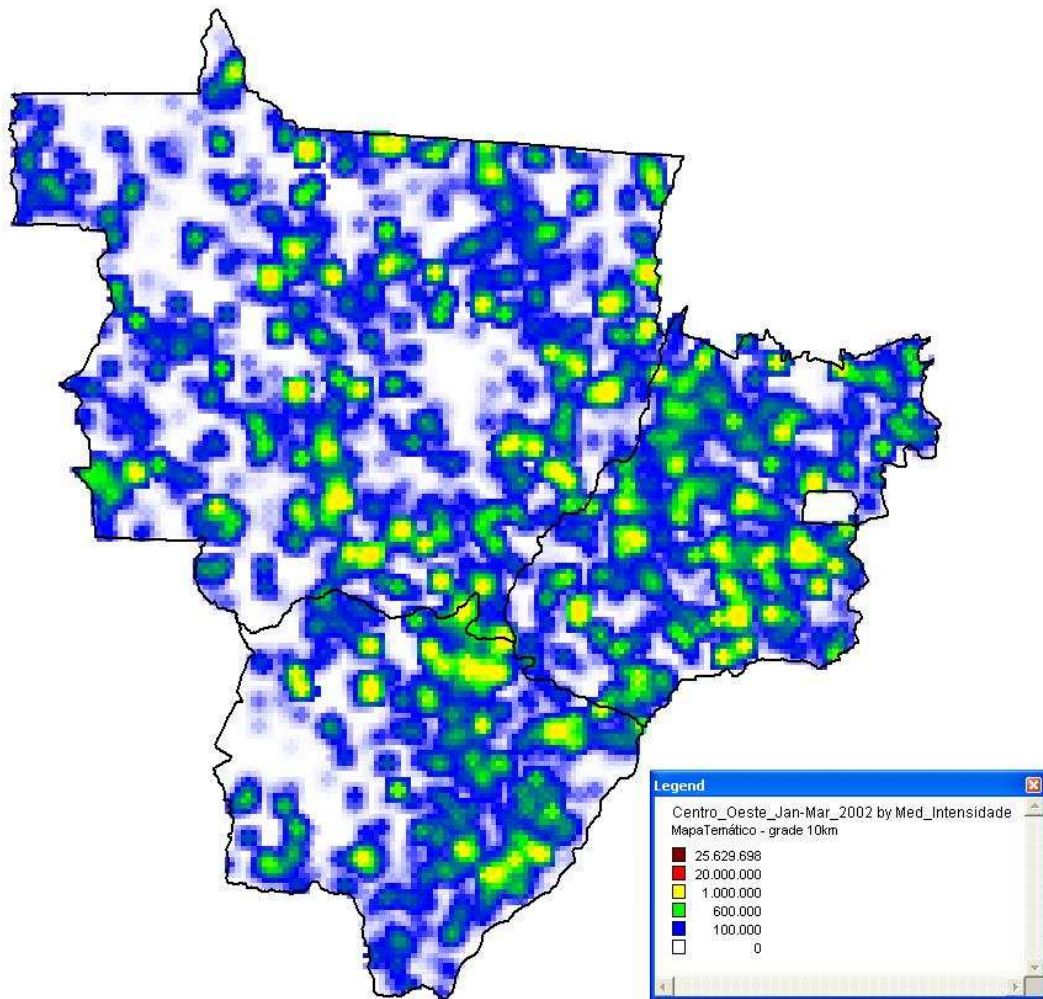 Legend
Centro_Oeste_Jan-Mar_2002 by Med_Intensidade
MapaTemático - grade 10km
25.629.698
20.000.000
1.000.000
600.000
100.000
0